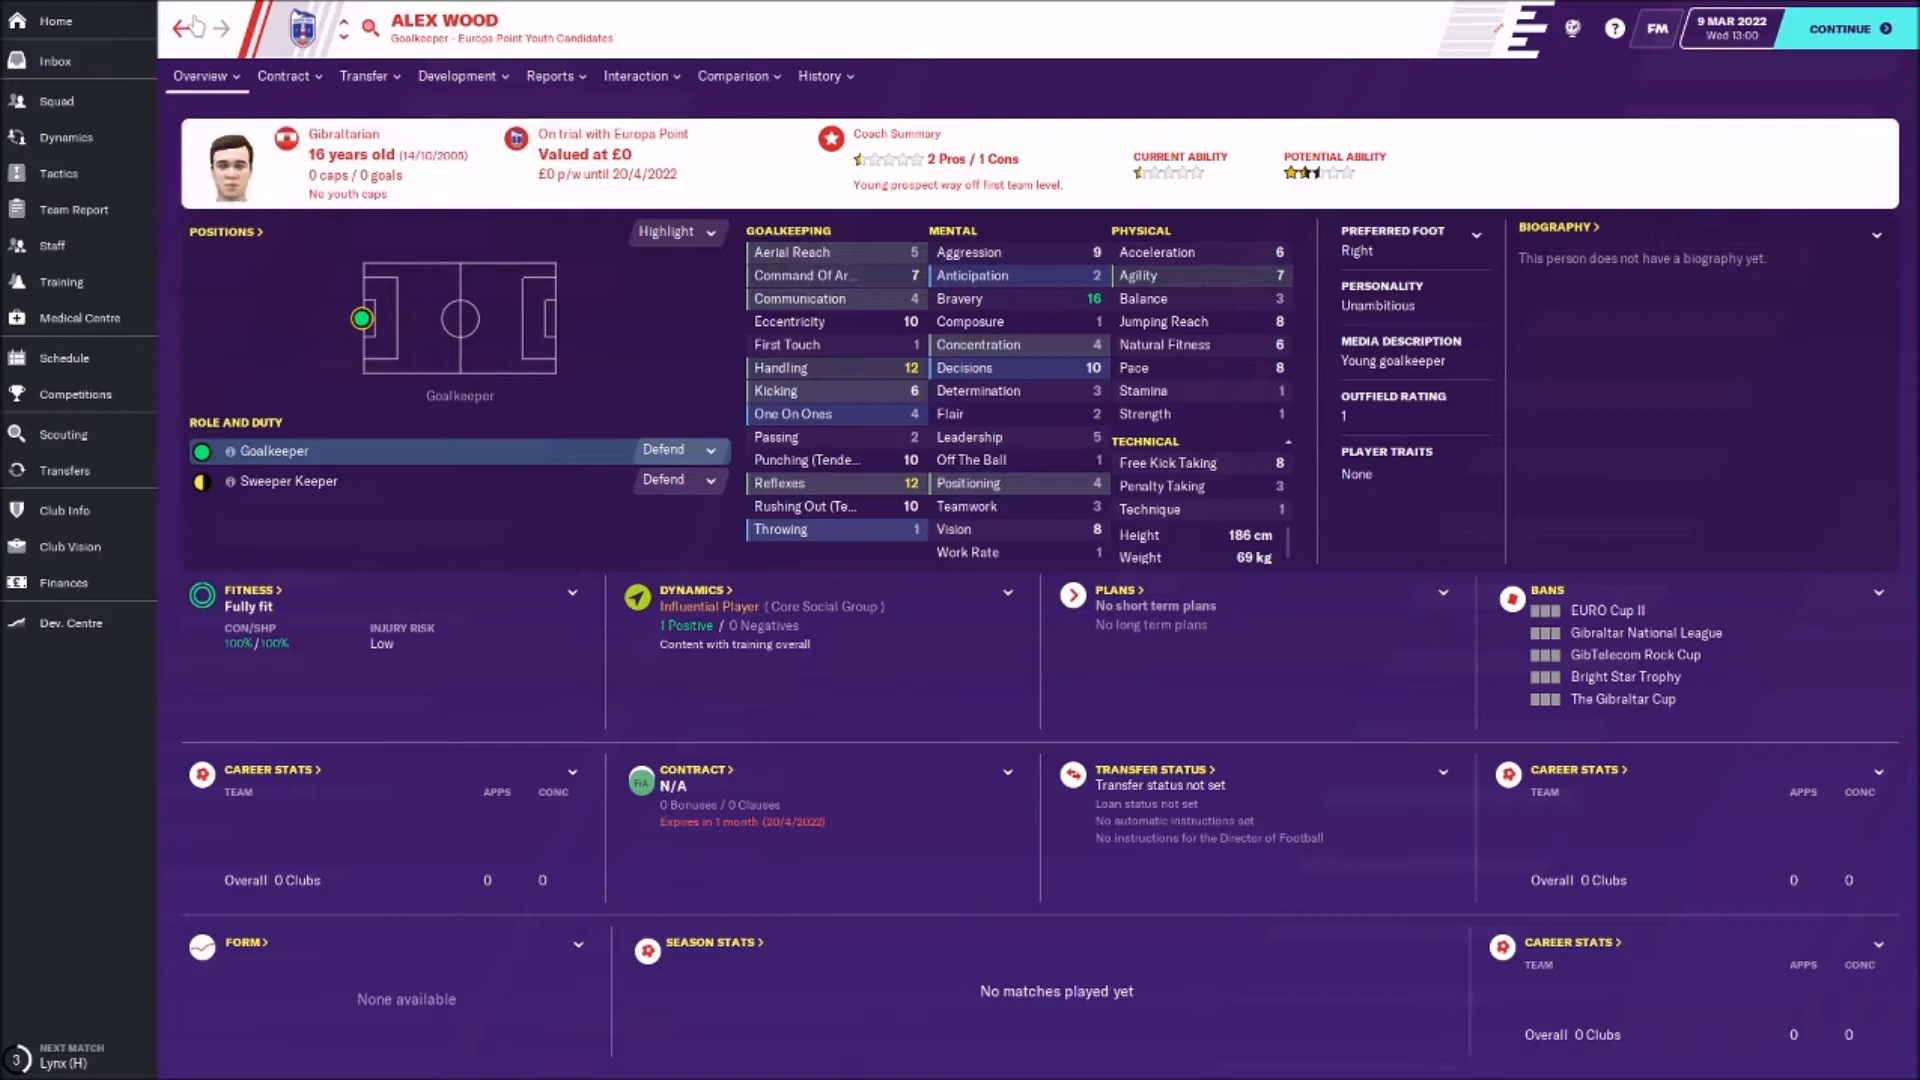 Home
Inbox
Squad
Dynamics
Tactics
Team Report
Staff
Training
Medical Centre
Schedule
Competitions
Scouting
Transfers
Club Info
Club Vision
Finances
Dev. Centre
3
NEXT MATCH
Lynx (H)
ALEX WOOD
Goalkeeper - Europa Point Youth Candidates
?
FM
9 MAR 2022
Wed 13:00
CONTINUE
Overview Contract Transfer Development Reports Interaction Comparison History
Gibraltarian
16 years old (14/10/2005)
0 caps / 0 goals
No youth caps
On trial with Europa Point
Valued at £0
£0 p/w until 20/4/2022
Coach Summary
2 Pros / 1 Cons
Young prospect way off first team level.
CURRENT ABILITY
POTENTIAL ABILITY
POSITIONS >
Highlight
Goalkeeper
ROLE AND DUTY
Goalkeeper Defend
Sweeper Keeper Defend
GOALKEEPING
Aerial Reach 5
Command Of Ar... 7
Communication 4
Eccentricity 10
First Touch 1
Handling 12
Kicking 6
One On Ones 4
Passing 2
Punching (Tende... 10
Reflexes 12
Rushing Out (Te... 10
Throwing 1
MENTAL
Aggression 9
Anticipation 2
Bravery 16
Composure 1
Concentration 4
Decisions 10
Determination 3
Flair 2
Leadership 5
Off The Ball 1
Positioning 4
Teamwork 3
Vision 8
Work Rate 1
PHYSICAL
Acceleration 6
Agility 7
Balance 3
Jumping Reach 8
Natural Fitness 6
Pace 8
Stamina 1
Strength 1
TECHNICAL
Free Kick Taking 8
Penalty Taking 3
Technique 1
Height 186 cm
Weight 69 kg
PREFERRED FOOT
Right
PERSONALITY
Unambitious
MEDIA DESCRIPTION
Young goalkeeper
OUTFIELD RATING
1
PLAYER TRAITS
None
BIOGRAPHY >
This person does not have a biography yet.
FITNESS >
Fully fit
CON/SHP INJURY RISK
100%/100% Low
DYNAMICS >
Influential Player ( Core Social Group )
1 Positive / 0 Negatives
Content with training overall
PLANS >
No short term plans
No long term plans
BANS
EURO Cup II
Gibraltar National League
GibTelecom Rock Cup
Bright Star Trophy
The Gibraltar Cup
CAREER STATS >
TEAM APPS CONC
Overall 0 Clubs 0 0
FrA
CONTRACT >
N/A
0 Bonuses / 0 Clauses
Expires in 1 month (20/4/2022)
TRANSFER STATUS >
Transfer status not set
Loan status not set
No automatic instructions set
No instructions for the Director of Football
CAREER STATS >
TEAM APPS CONC
Overall 0 Clubs 0 0
FORM >
None available
SEASON STATS >
No matches played yet
CAREER STATS >
TEAM APPS CONC
Overall 0 Clubs 0 0